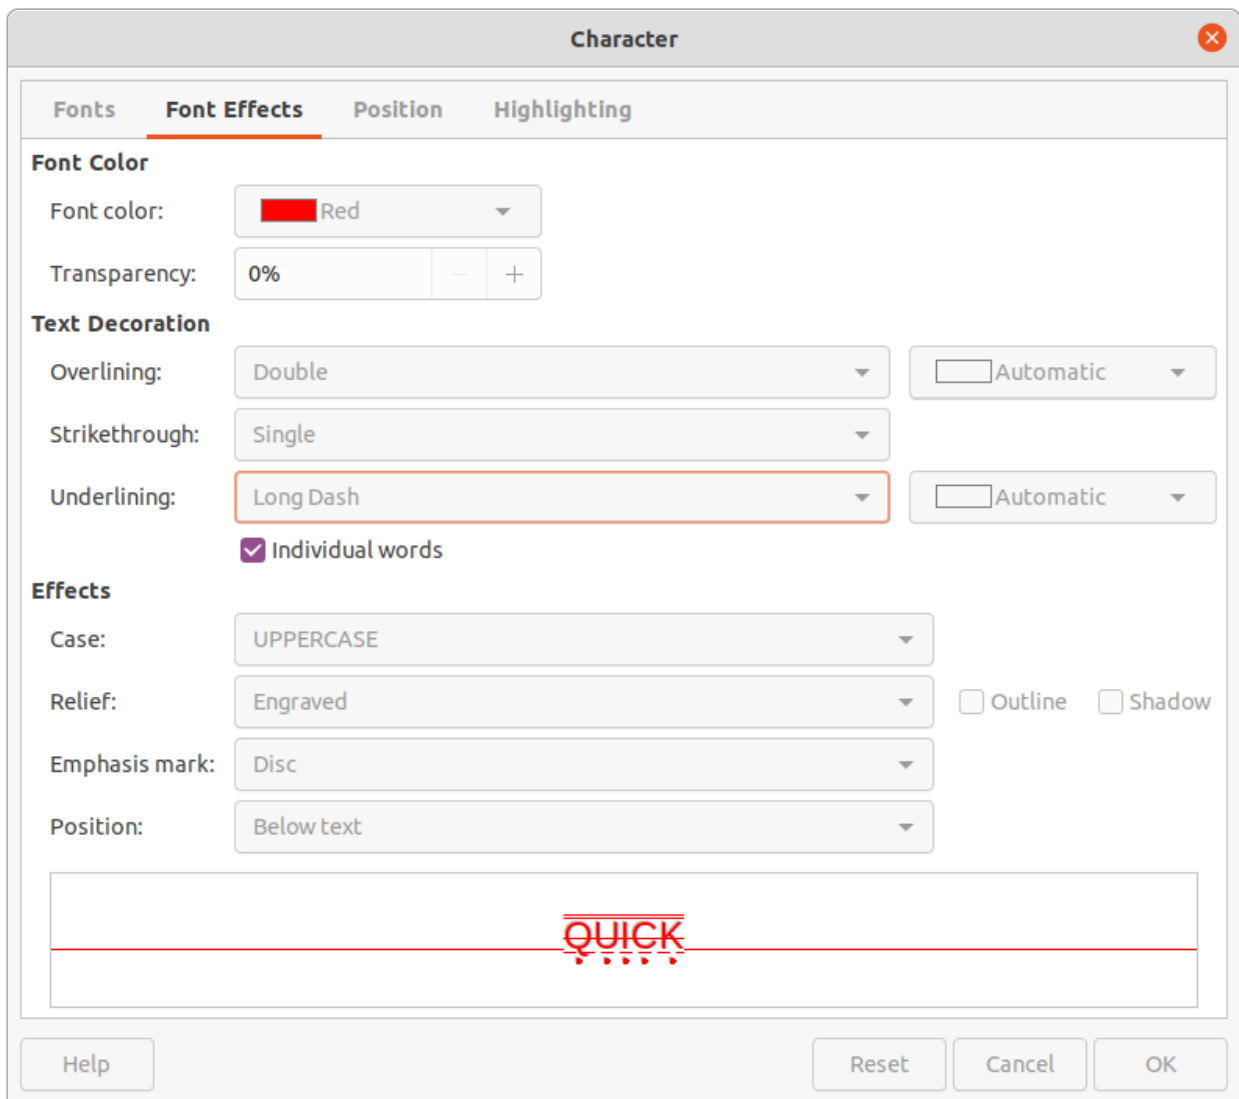 Character
Fonts Font Effects Position Highlighting
Font Color
Font color: Red
Transparency: 0%
Text Decoration
Overlining: Double Automatic
Strikethrough: Single
Underlining: Long Dash Automatic
Individual words
Effects
Case: UPPERCASE
Relief: Engraved Outline Shadow
Emphasis mark: Disc
Position: Below text
QUICK
Help Reset Cancel OK